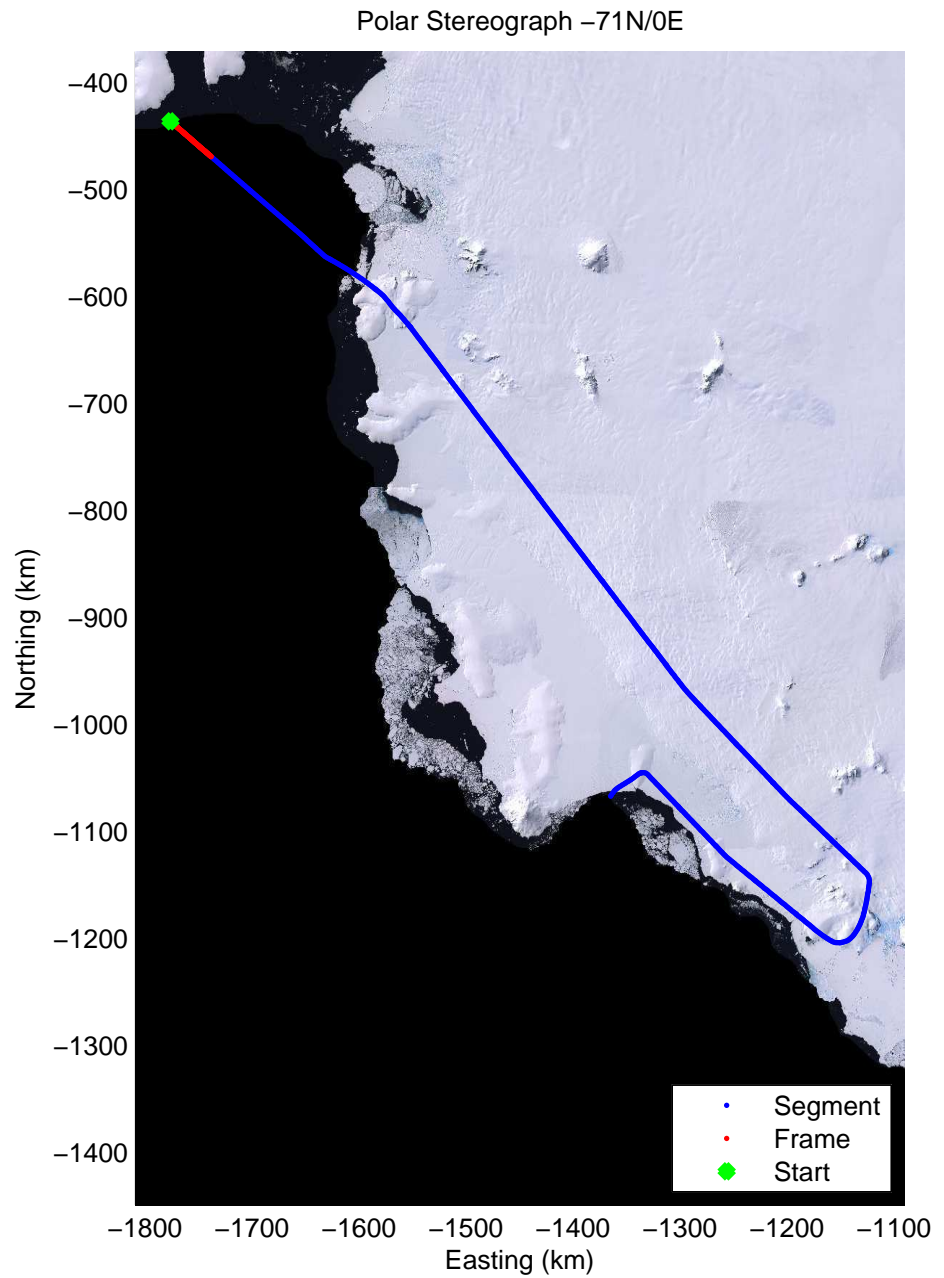 Polar Stereograph −71N/0E
−400
−500
−600
−700
−800
−900
−1000
−1100
−1200
−1300
−1400
Northing (km)
Segment
Frame
Start
−1800 −1700 −1600 −1500 −1400 −1300 −1200 −1100
Easting (km)